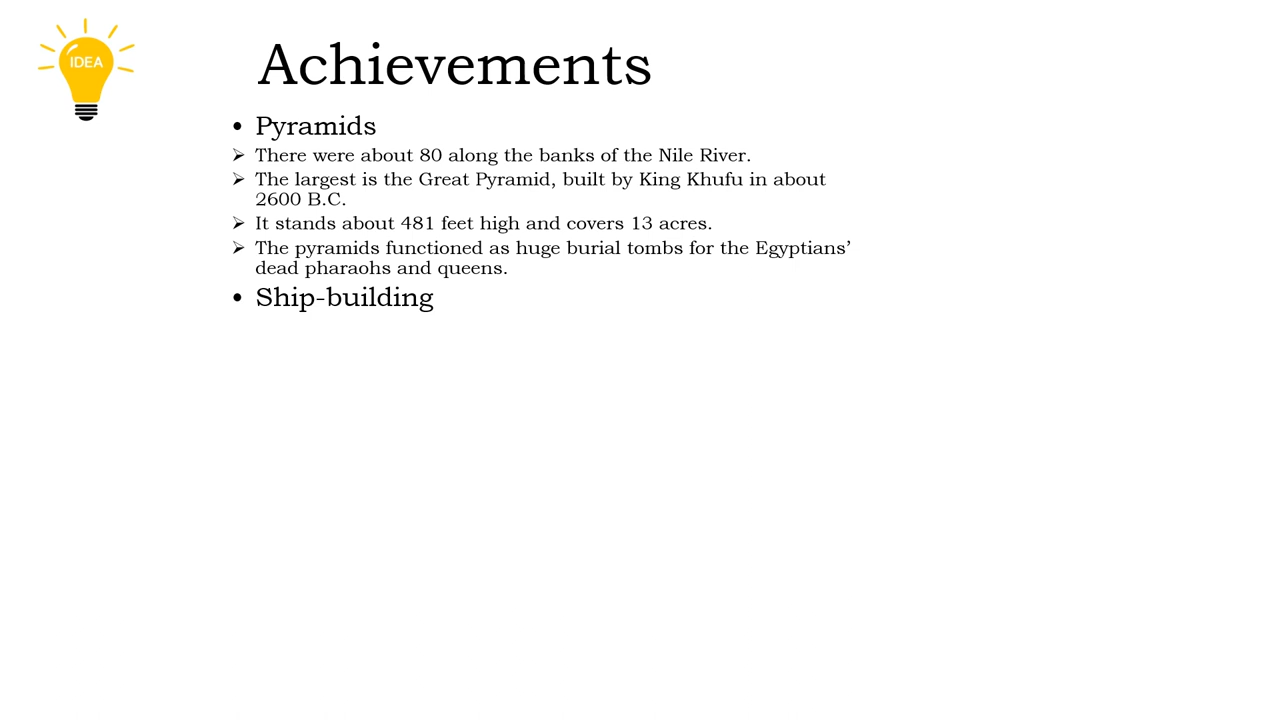 IDEA
Achievements
• Pyramids
➢ There were about 80 along the banks of the Nile River.
➢ The largest is the Great Pyramid, built by King Khufu in about
2600 B.C.
➢ It stands about 481 feet high and covers 13 acres.
➢ The pyramids functioned as huge burial tombs for the Egyptians’
dead pharaohs and queens.
• Ship-building